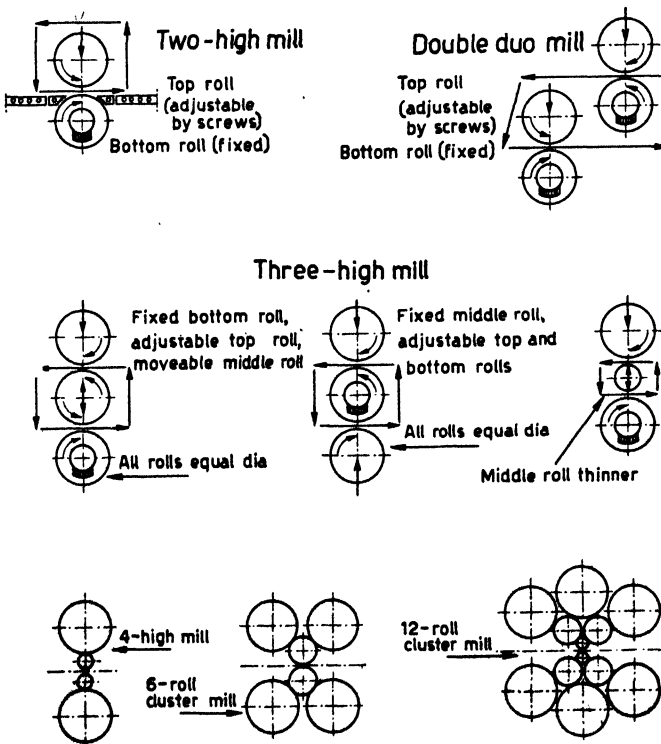 Two-high mill
Top roll
(adjustable
by screws)
Bottom roll (fixed)
Double duo mill
Top roll
(adjustable
by screws)
Bottom roll (fixed)
Three-high mill
Fixed bottom roll,
adjustable top roll,
moveable middle roll
All rolls equal dia
Fixed middle roll,
adjustable top and
bottom rolls
All rolls equal dia
Middle roll thinner
4-high mill
6-roll
cluster mill
12-roll
cluster mill